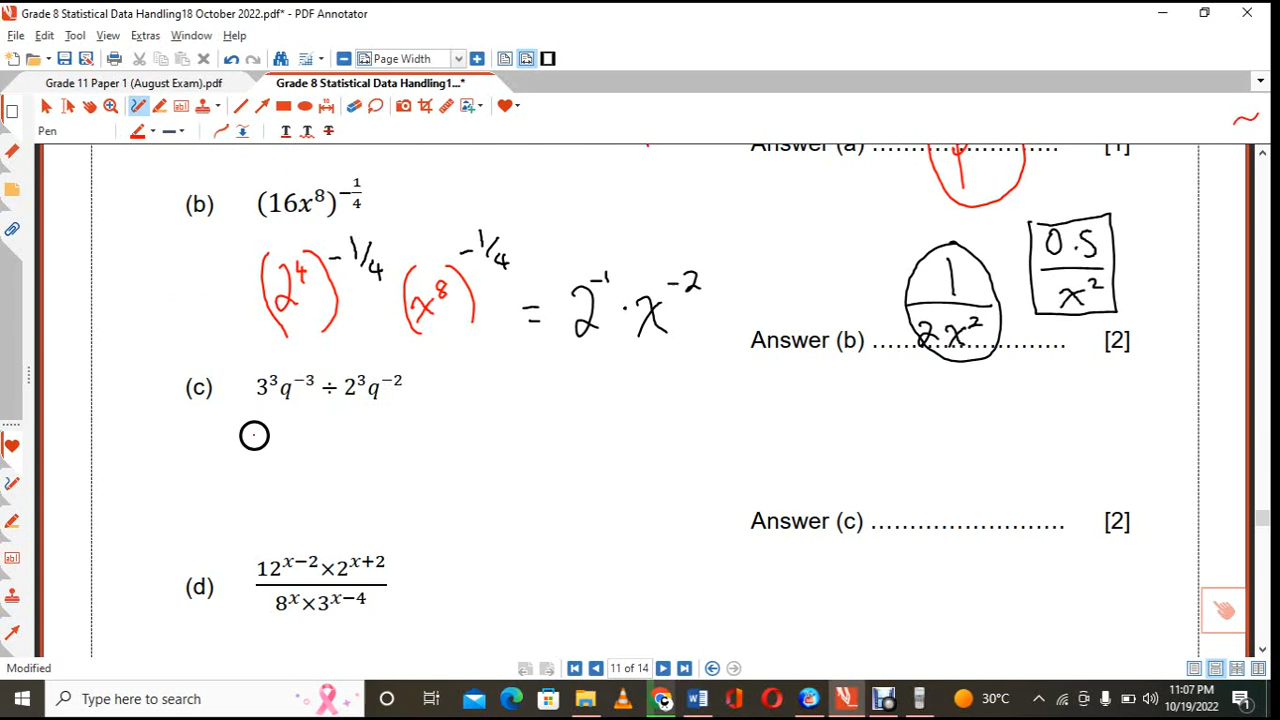 Grade 8 Statistical Data Handling18 October 2022.pdf* - PDF Annotator
File Edit Tool View Extras Window Help
Page Width
Grade 11 Paper 1 (August Exam).pdf
Grade 8 Statistical Data Handling1...*
Pen
Answer (a) ............................ [1]
4
(b) (16x⁸)^(-1/4)
(2⁴)^(-1/4) (x⁸)^(-1/4) = 2⁻¹ · x⁻²
1/(2x²)
0.5/x²
Answer (b) ............................ [2]
(c) 3³q⁻³ ÷ 2³q⁻²
Answer (c) ............................ [2]
(d) (12^(x−2)×2^(x+2))/(8^x×3^(x−4))
Modified
11 of 14
Type here to search
30°C
11:07 PM
10/19/2022
1